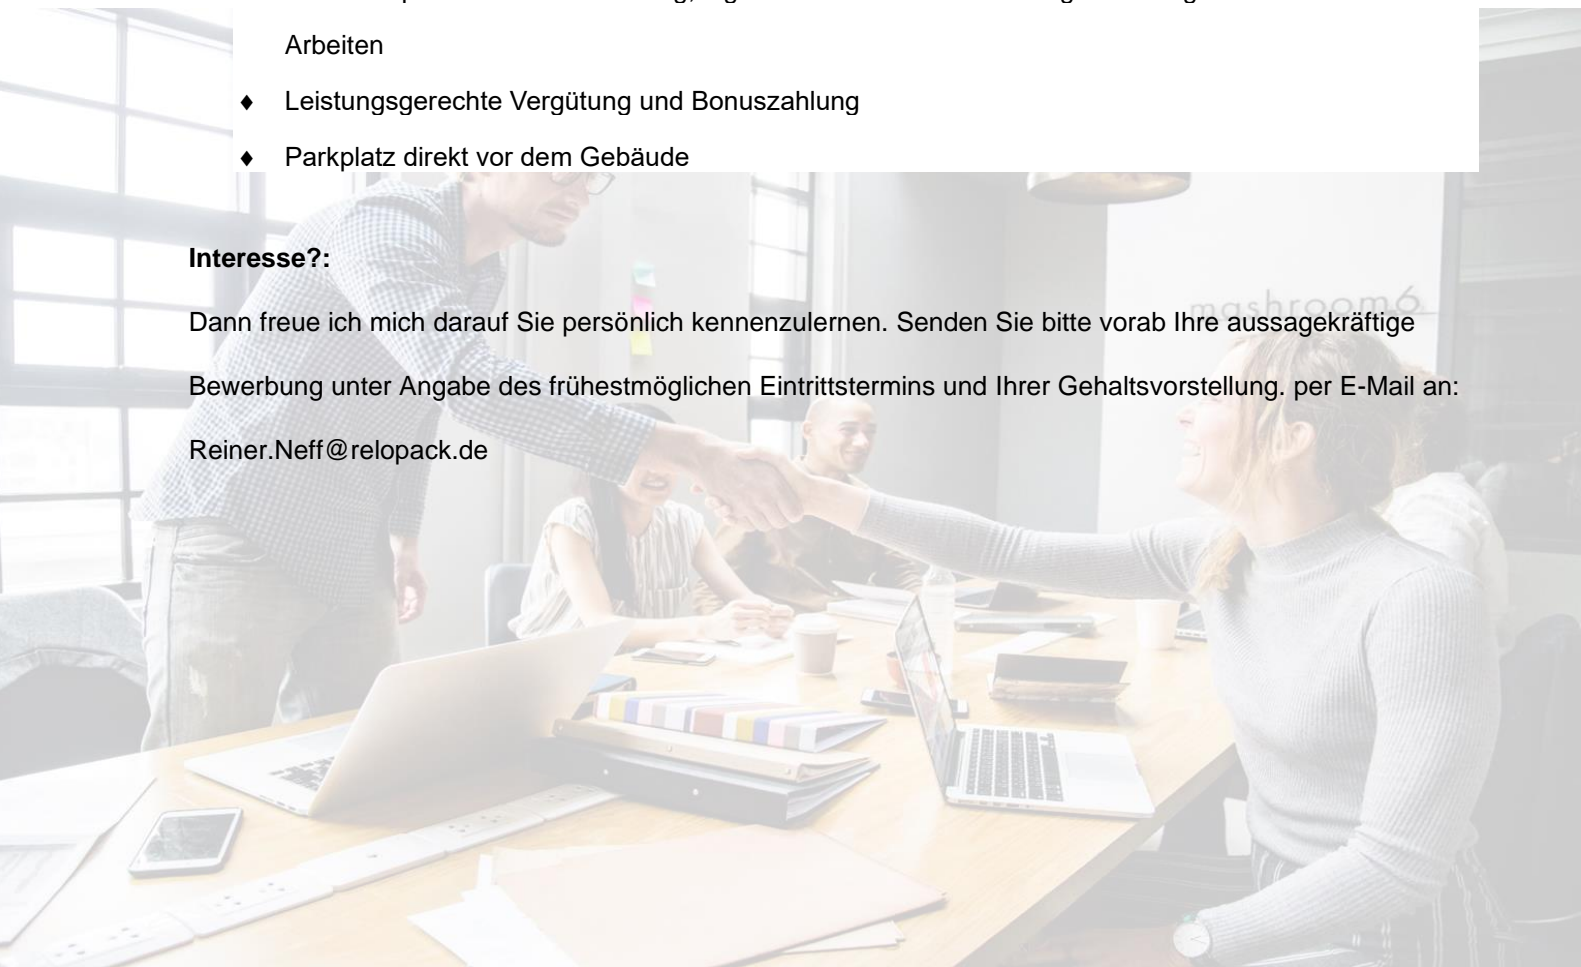 Arbeiten
♦ Leistungsgerechte Vergütung und Bonuszahlung
♦ Parkplatz direkt vor dem Gebäude
Interesse?:
mashroom6
Dann freue ich mich darauf Sie persönlich kennenzulernen. Senden Sie bitte vorab Ihre aussagekräftige
Bewerbung unter Angabe des frühestmöglichen Eintrittstermins und Ihrer Gehaltsvorstellung. per E-Mail an:
Reiner.Neff@relopack.de